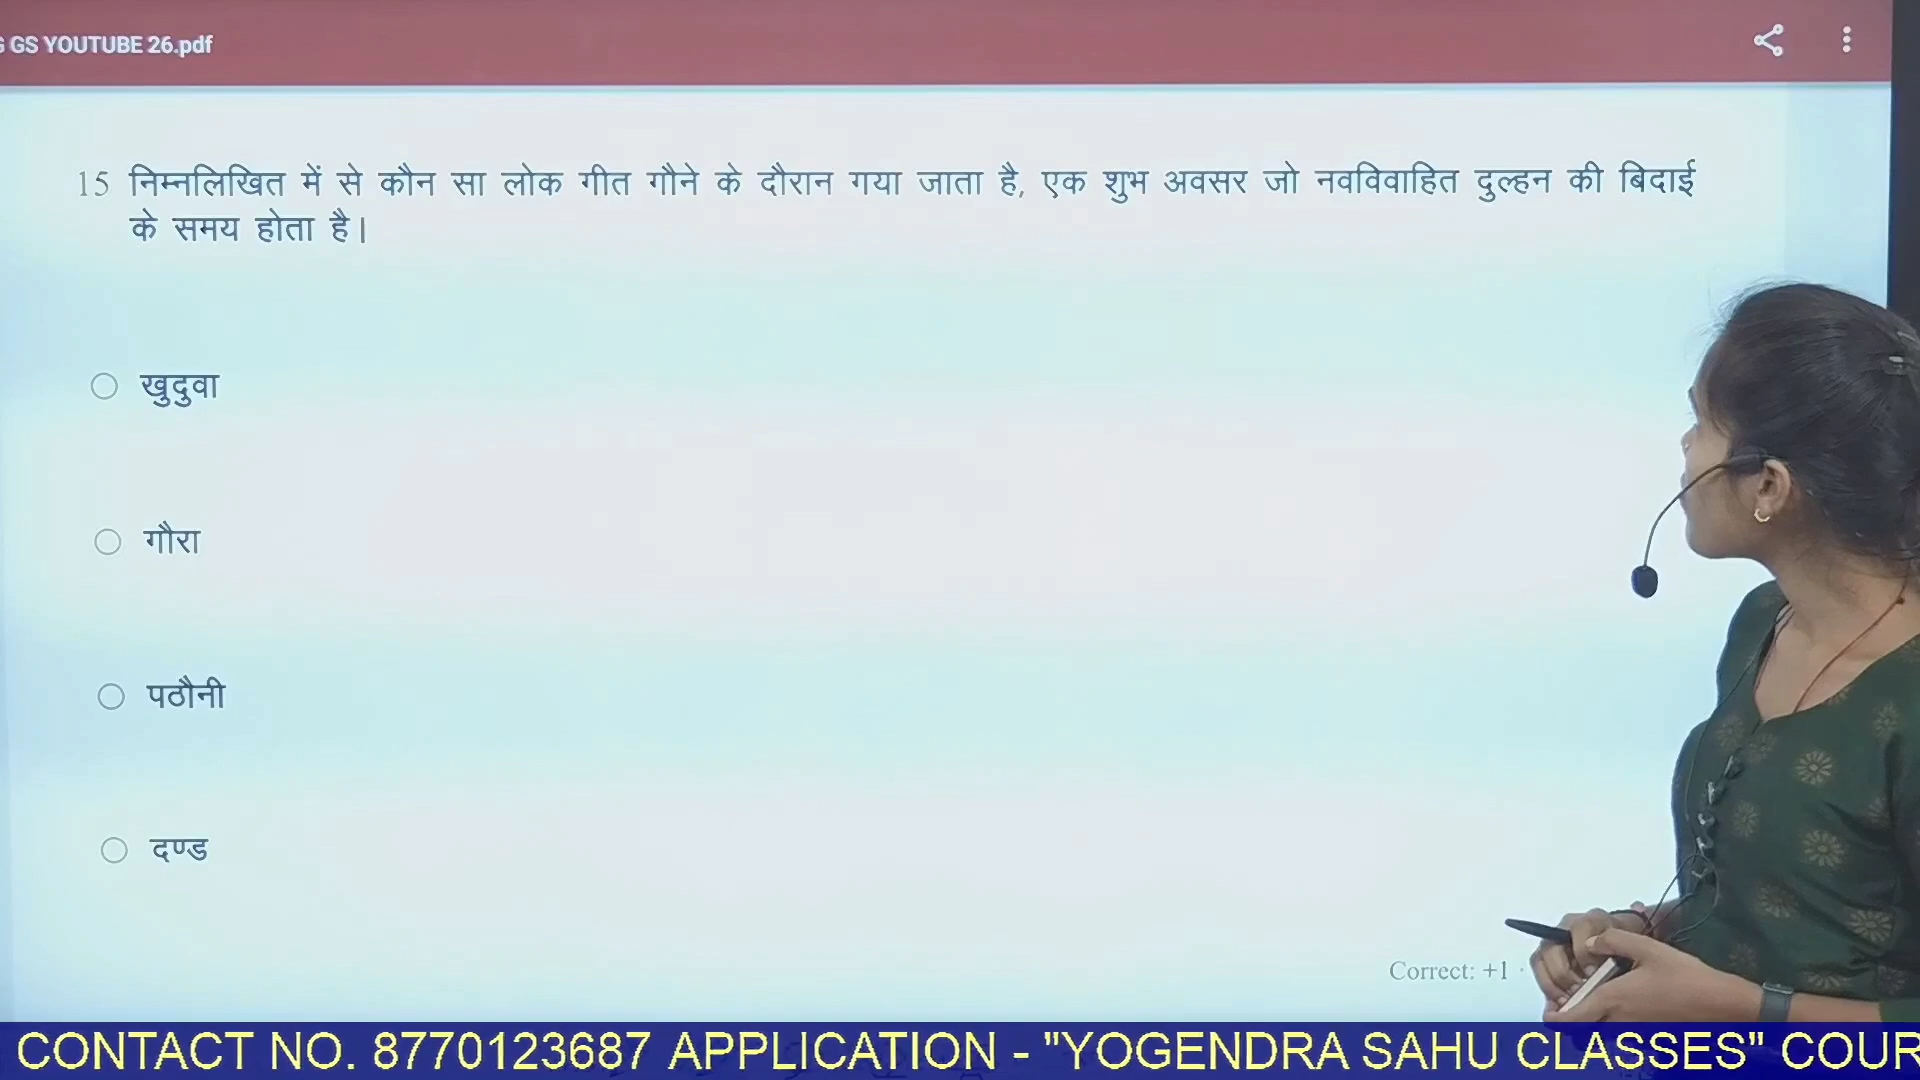 GS YOUTUBE 26.pdf
15 निम्नलिखित में से कौन सा लोक गीत गौने के दौरान गया जाता है, एक शुभ अवसर जो नवविवाहित दुल्हन की बिदाई
के समय होता है।
खुदुवा
गौरा
पठौनी
दण्ड
Correct: +1
CONTACT NO. 8770123687 APPLICATION - "YOGENDRA SAHU CLASSES" COUR